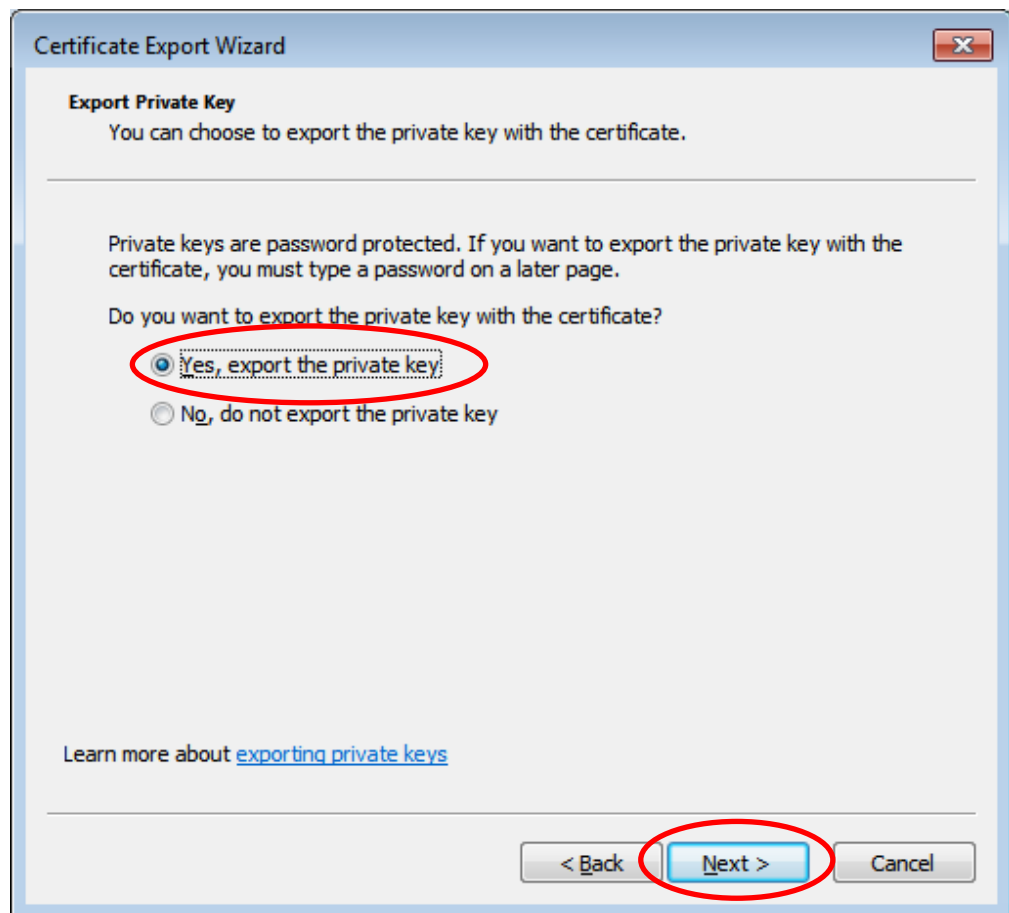 Certificate Export Wizard
Export Private Key
You can choose to export the private key with the certificate.
Private keys are password protected. If you want to export the private key with the
certificate, you must type a password on a later page.
Do you want to export the private key with the certificate?
Yes, export the private key
No, do not export the private key
Learn more about exporting private keys
< Back Next > Cancel